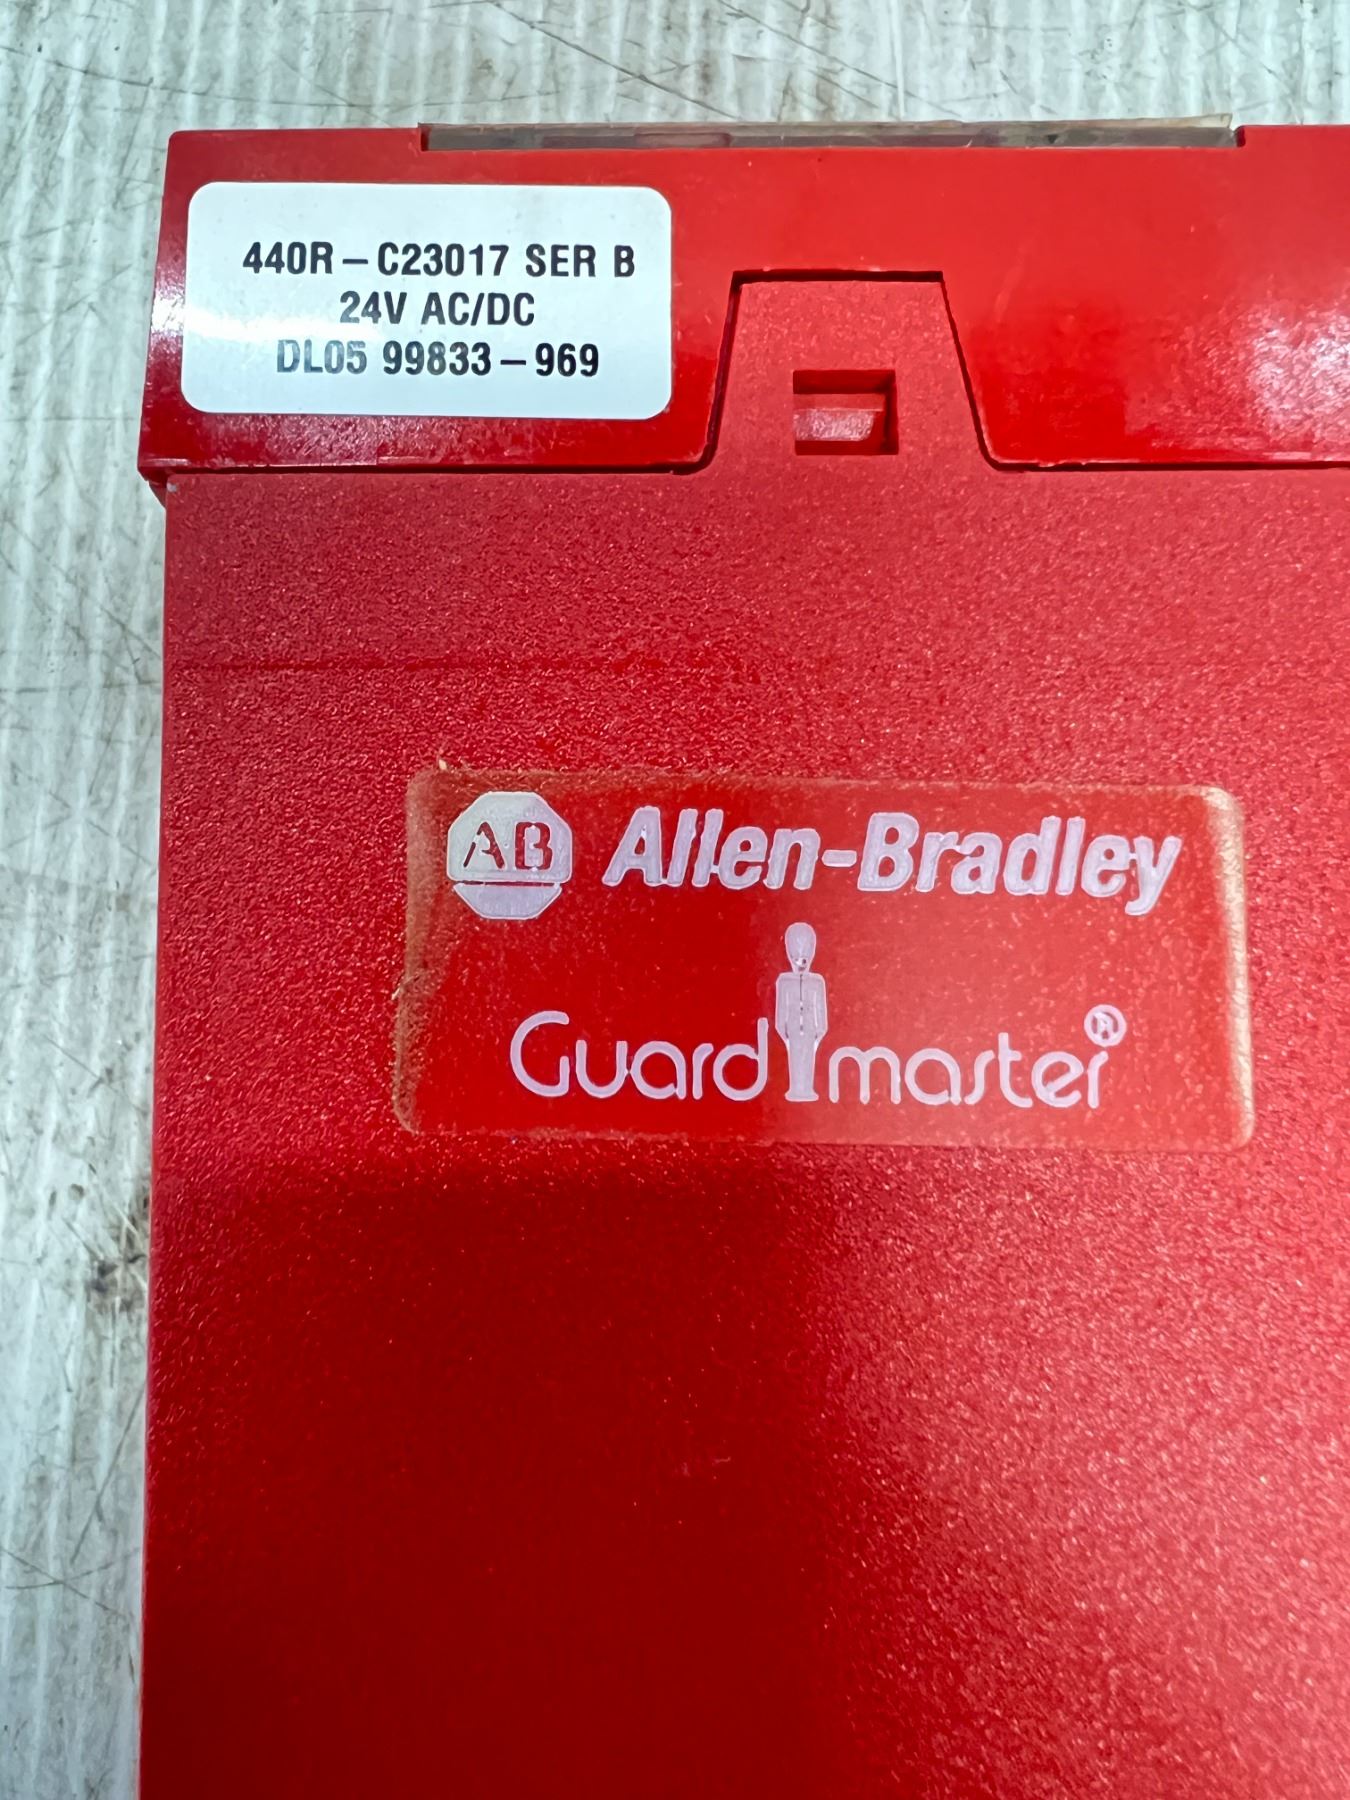 440R-C23017 SER B
24V AC/DC
DL05 99833-969
AB Allen-Bradley
Guardmaster®